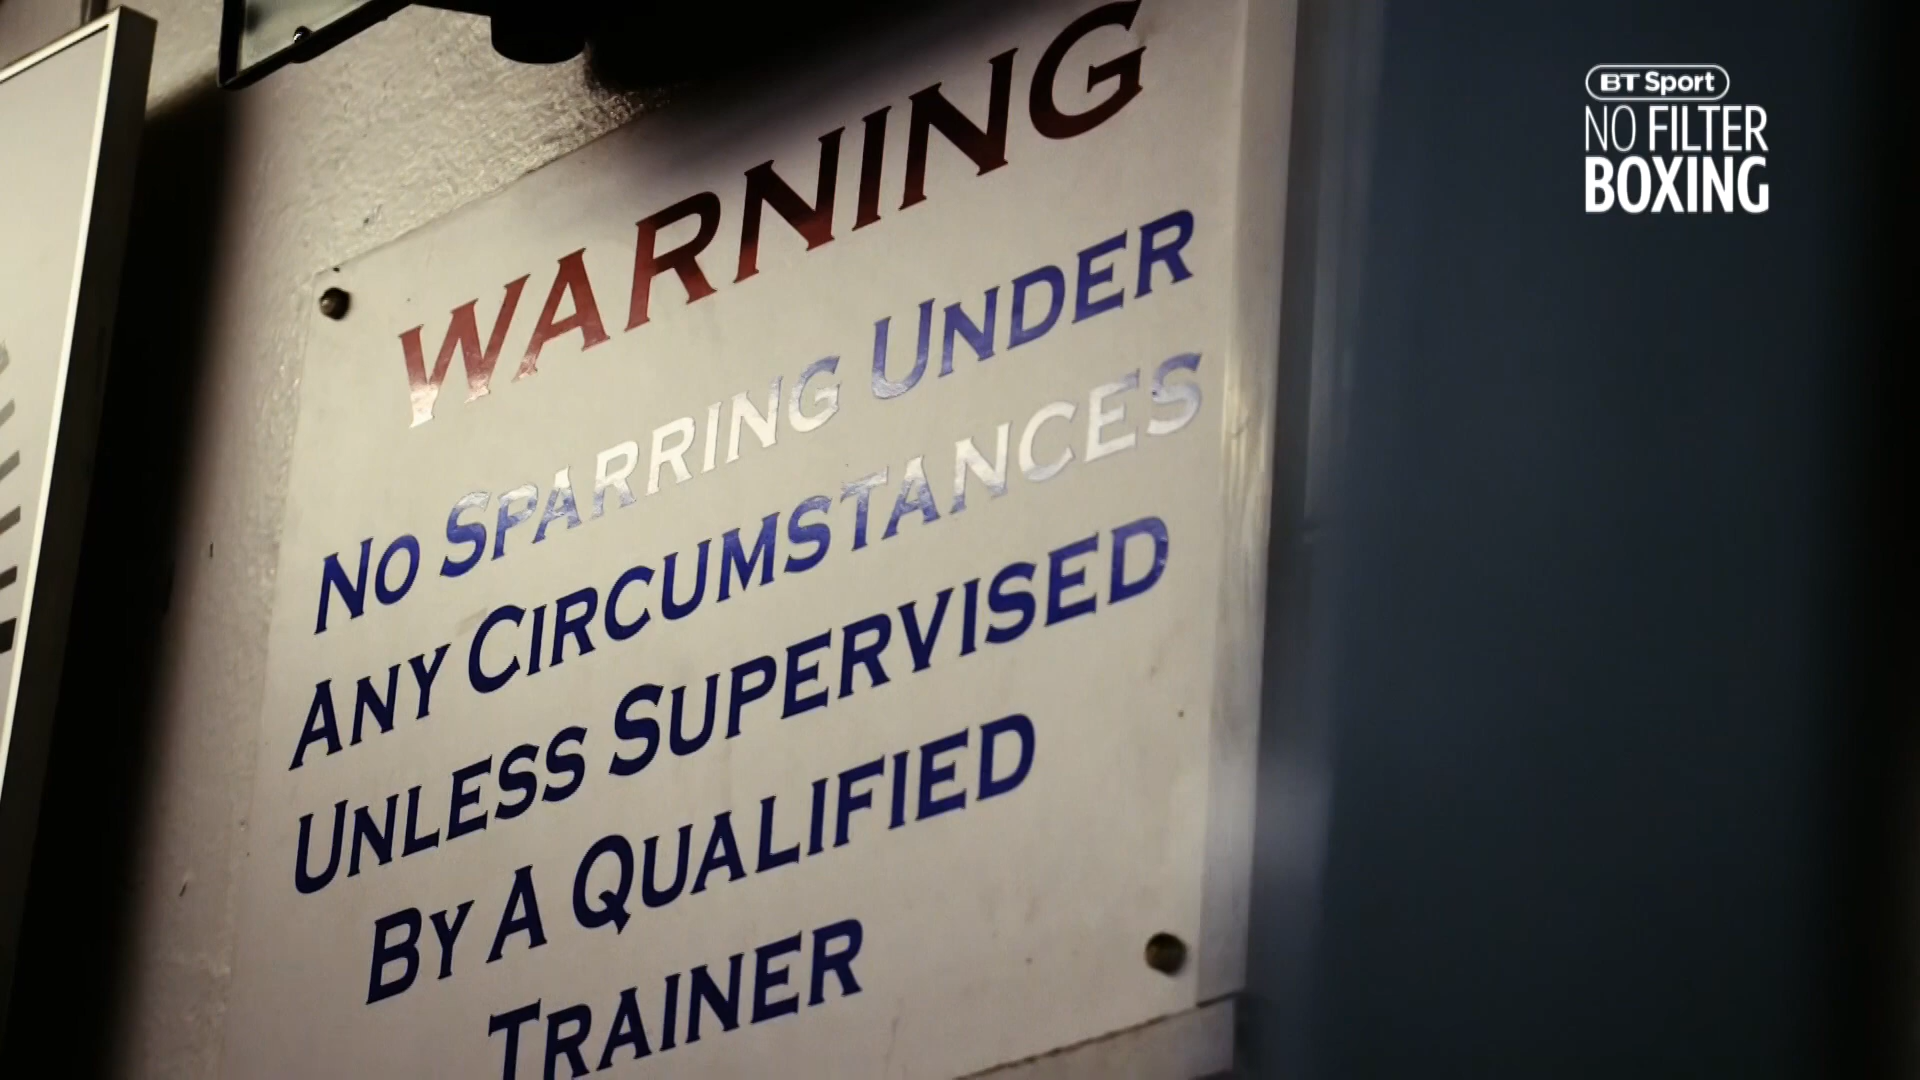 WARNING
NO SPARRING UNDER
ANY CIRCUMSTANCES
UNLESS SUPERVISED
BY A QUALIFIED
TRAINER
BT Sport
NO FILTER
BOXING